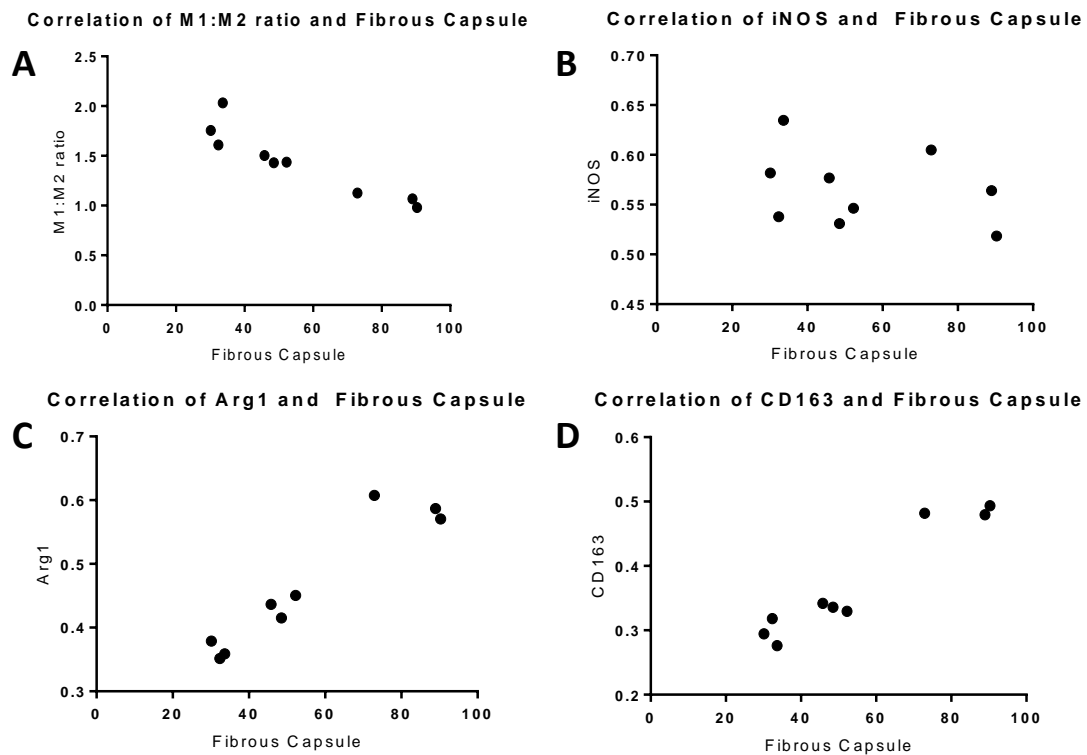 Correlation of M1:M2 ratio and Fibrous Capsule
A
2.5
2.0
1.5
1.0
0.5
0.0
M1:M2 ratio
0 20 40 60 80 100
Fibrous Capsule
Correlation of iNOS and Fibrous Capsule
B
0.70
0.65
0.60
0.55
0.50
0.45
iNOS
0 20 40 60 80 100
Fibrous Capsule
Correlation of Arg1 and Fibrous Capsule
C
0.7
0.6
0.5
0.4
0.3
Arg1
0 20 40 60 80 100
Fibrous Capsule
Correlation of CD163 and Fibrous Capsule
D
0.6
0.5
0.4
0.3
0.2
CD163
0 20 40 60 80 100
Fibrous Capsule